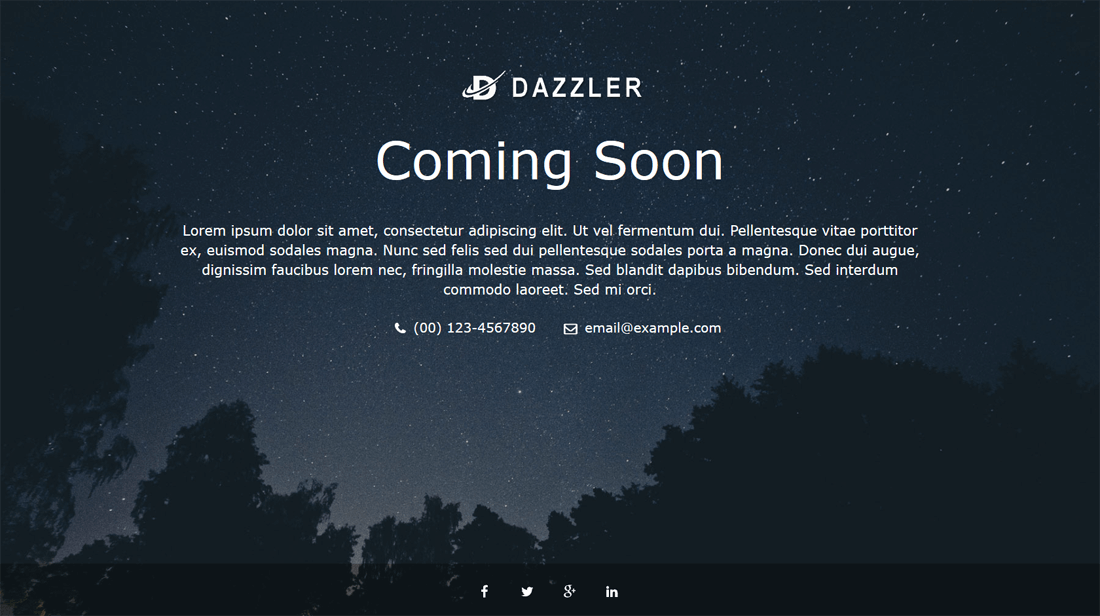 DAZZLER
Coming Soon
Lorem ipsum dolor sit amet, consectetur adipiscing elit. Ut vel fermentum dui. Pellentesque vitae porttitor
ex, euismod sodales magna. Nunc sed felis sed dui pellentesque sodales porta a magna. Donec dui augue,
dignissim faucibus lorem nec, fringilla molestie massa. Sed blandit dapibus bibendum. Sed interdum
commodo laoreet. Sed mi orci.
(00) 123-4567890 email@example.com